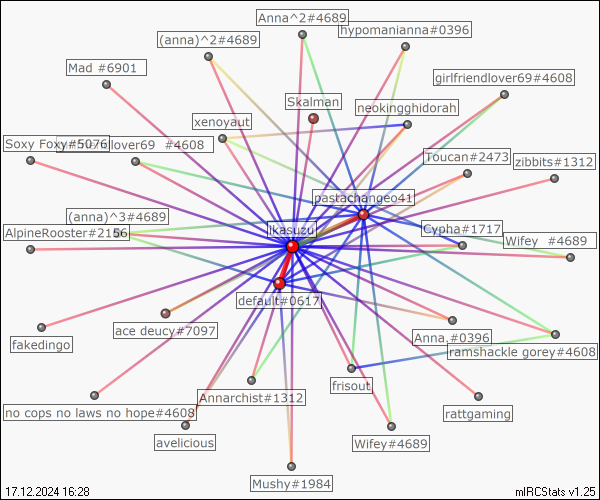 Anna^2#4689
hypomanianna#0396
(anna)^2#4689
Mad #6901
girlfriendlover69#4608
Skalman
neokingghidorah
xenoyaut
Soxy Foxy#5076
lover69 #4608
Toucan#2473
zibbits#1312
pastachangeo41
(anna)^3#4689
ikasuzu
Cypha#1717
AlpineRooster#2156
Wifey #4689
default#0617
ace deucy#7097
Anna.#0396
fakedingo
ramshackle gorey#4608
frisout
Annarchist#1312
rattgaming
no cops no laws no hope#4608
avelicious
Wifey#4689
Mushy#1984
17.12.2024 16:28
mIRCStats v1.25